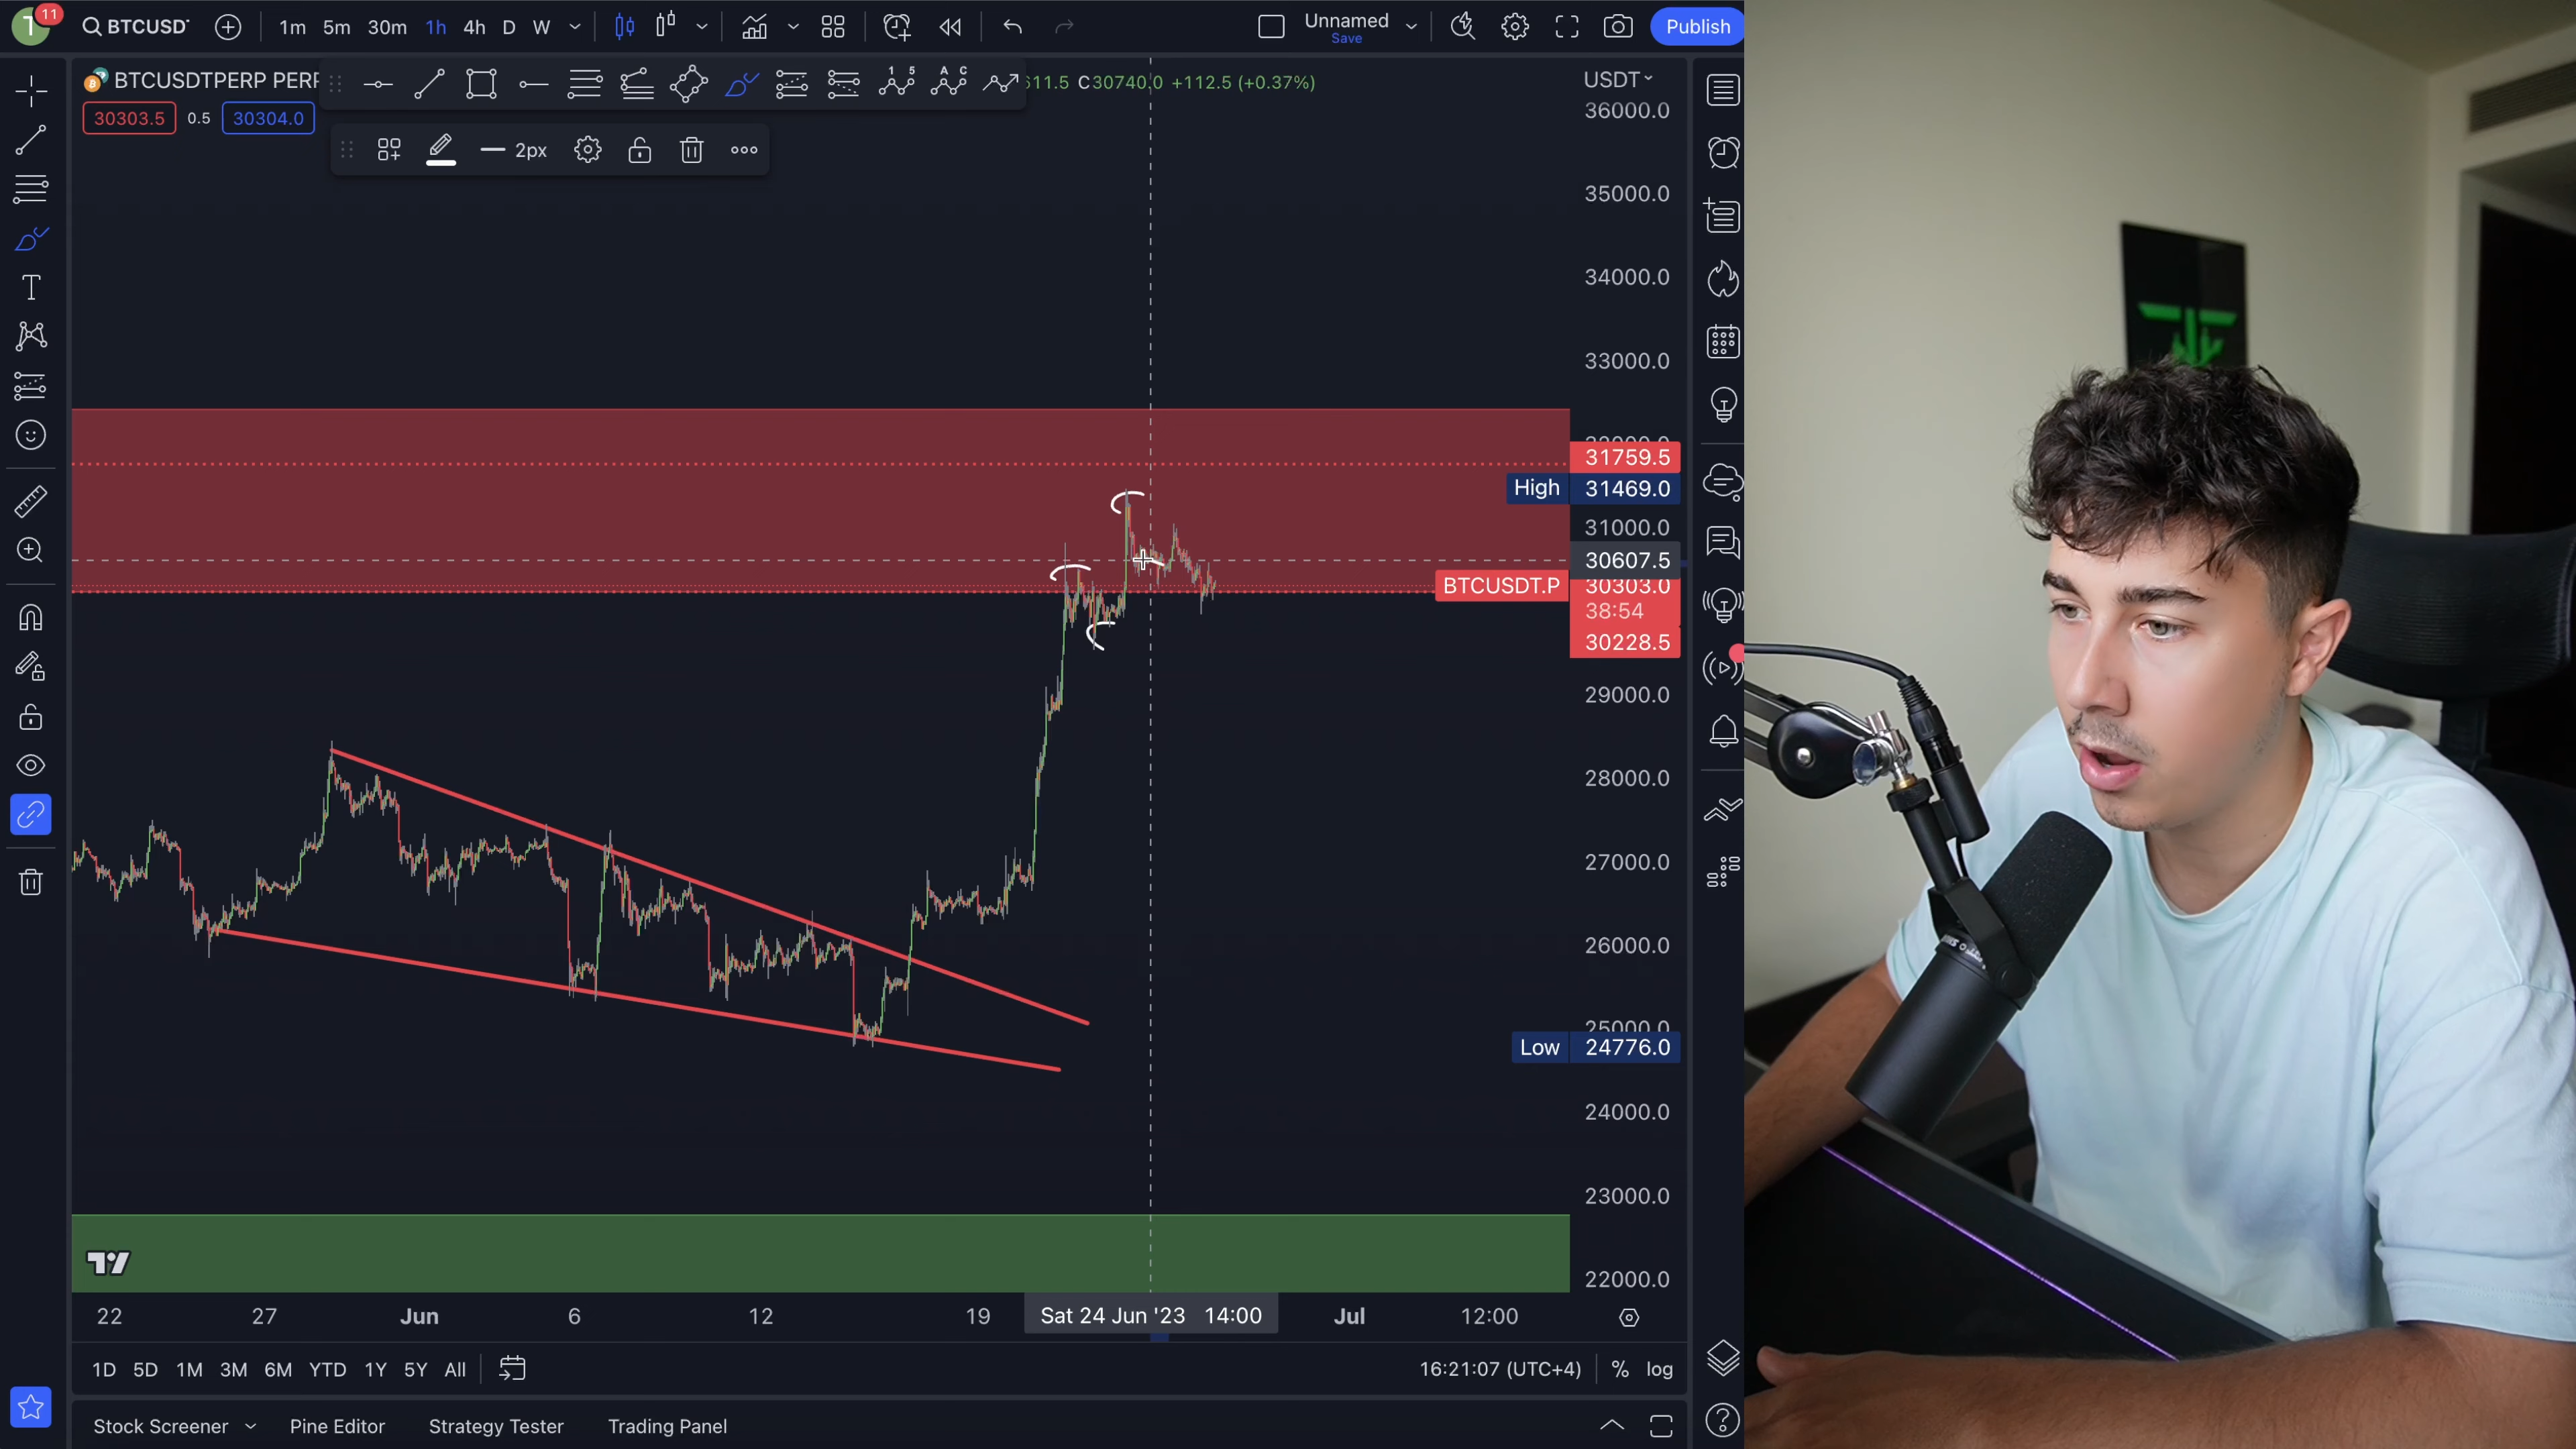 11
BTCUSD
1m 5m 30m 1h 4h D W
Unnamed
Save
Publish
BTCUSDTPERP PERP
1 5 A C
611.5 C30740.0 +112.5 (+0.37%)
USDT
30303.5 0.5 30304.0
2px
36000.0
35000.0
34000.0
33000.0
31759.5
High 31469.0
31000.0
30607.5
BTCUSDT.P 30303.0
38:54
30228.5
29000.0
28000.0
27000.0
26000.0
25000.0
Low 24776.0
24000.0
23000.0
22000.0
22 27 Jun 6 12 19 Sat 24 Jun '23 14:00 Jul 12:00
1D 5D 1M 3M 6M YTD 1Y 5Y All
16:21:07 (UTC+4) % log
Stock Screener Pine Editor Strategy Tester Trading Panel